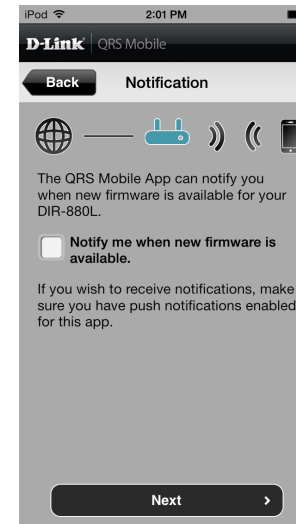 iPod 2:01 PM
D-Link QRS Mobile
Back Notification
The QRS Mobile App can notify you
when new firmware is available for your
DIR-880L.
Notify me when new firmware is
available.
If you wish to receive notifications, make
sure you have push notifications enabled
for this app.
Next